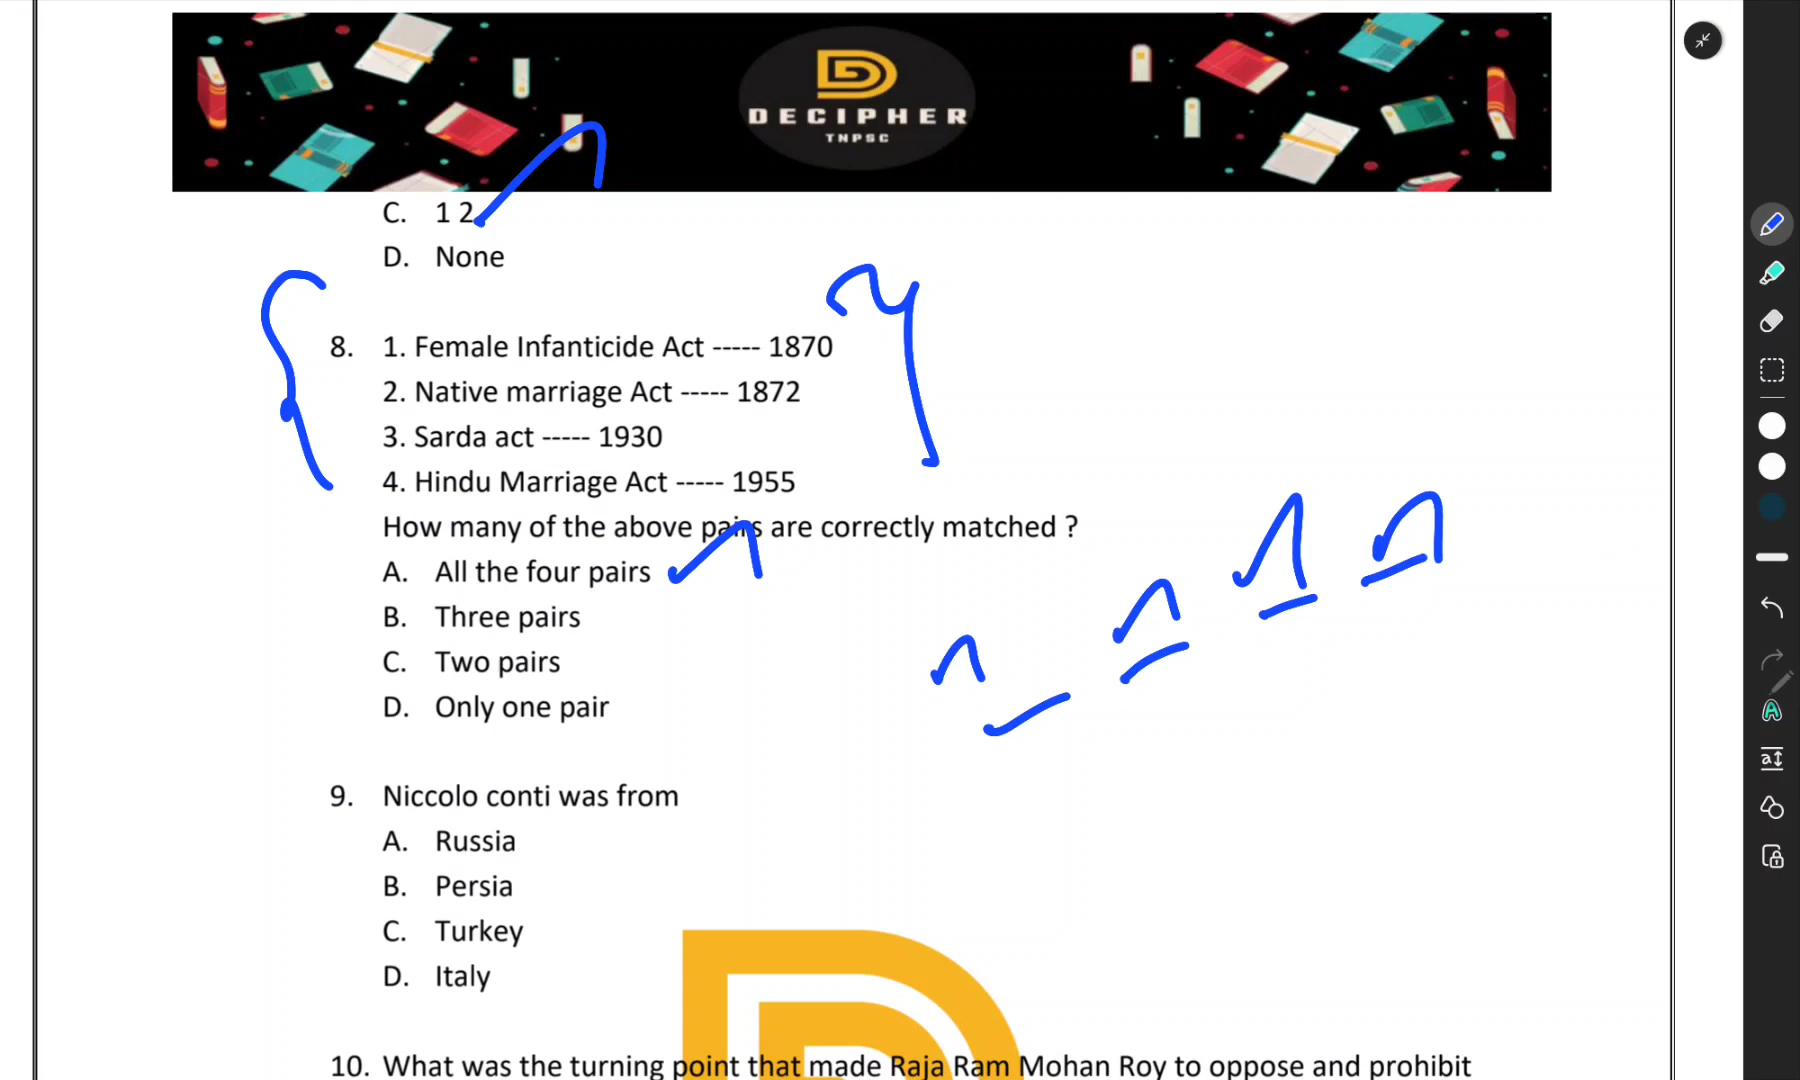 DECIPHER
TNPSC
C. 1 2
D. None
8. 1. Female Infanticide Act ----- 1870
2. Native marriage Act ----- 1872
3. Sarda act ----- 1930
4. Hindu Marriage Act ----- 1955
How many of the above pairs are correctly matched ?
A. All the four pairs
B. Three pairs
C. Two pairs
D. Only one pair
9. Niccolo conti was from
A. Russia
B. Persia
C. Turkey
D. Italy
10. What was the turning point that made Raja Ram Mohan Roy to oppose and prohibit